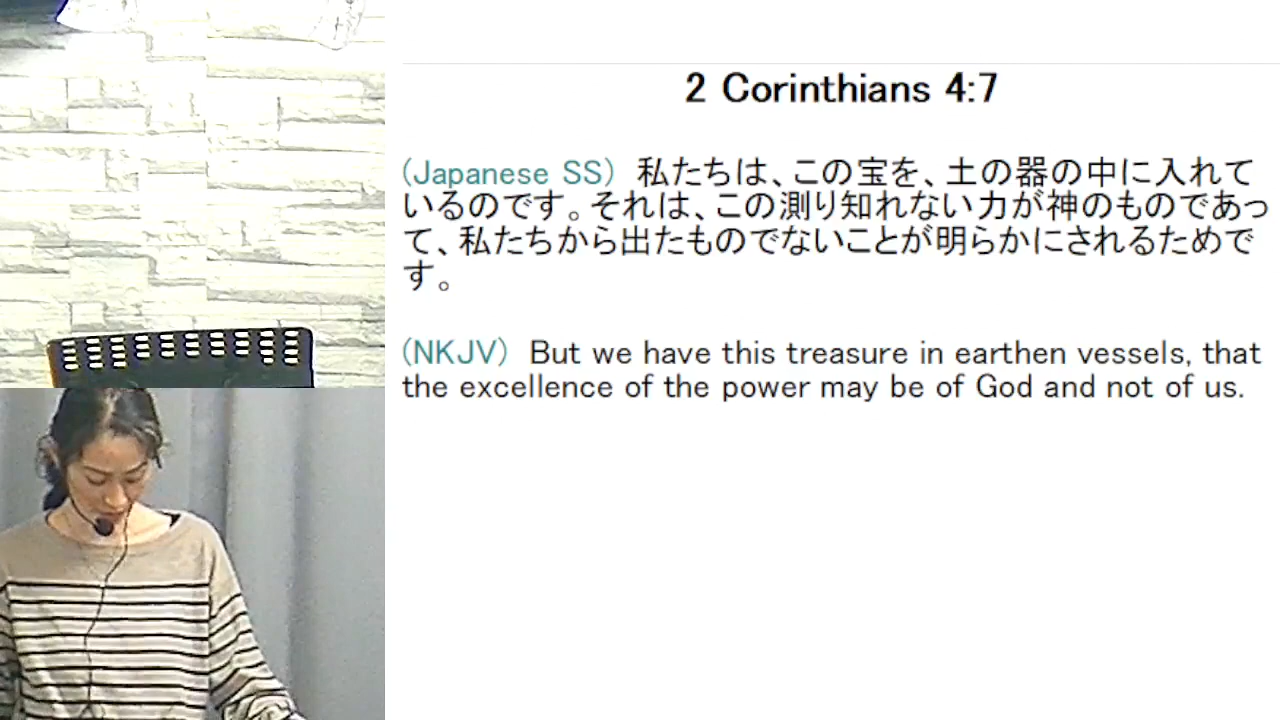 2 Corinthians 4:7
(Japanese SS) 私たちは、この宝を、土の器の中に入れて
いるのです。それは、この測り知れない力が神のものであっ
て、私たちから出たものでないことが明らかにされるためで
す。
(NKJV) But we have this treasure in earthen vessels, that
the excellence of the power may be of God and not of us.